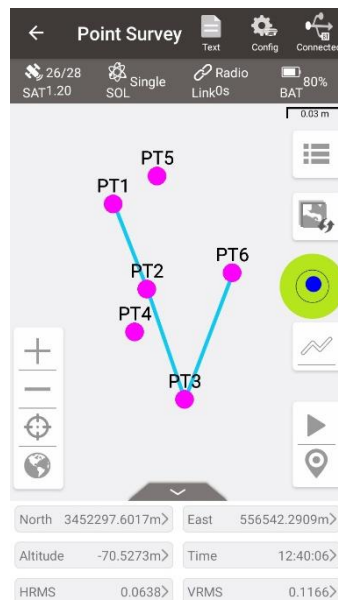 Point Survey
Text
Config
Connected
26/28
SAT1.20
Single
SOL
Radio
Link0s
80%
BAT
0.03 m
PT5
PT1
PT6
PT2
PT4
PT3
North 3452297.6017m>
East 556542.2909m>
Altitude -70.5273m>
Time 12:40:06>
HRMS 0.0638>
VRMS 0.1166>